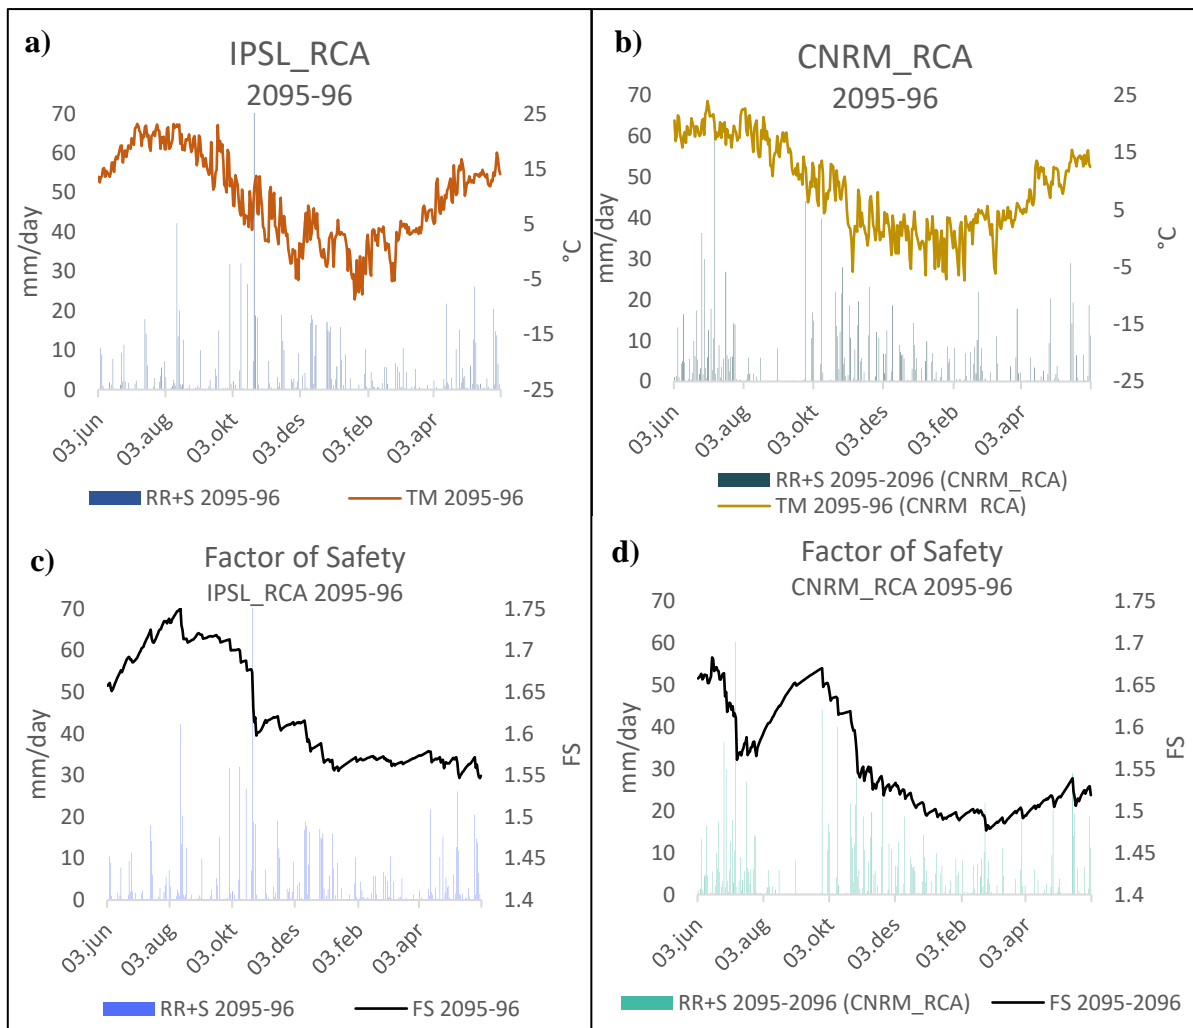 a)
IPSL_RCA
2095-96
70
60
50
40
30
20
10
0
mm/day
25
15
5
-5
-15
-25
°C
03.jun
03.aug
03.okt
03.des
03.feb
03.apr
RR+S 2095-96
TM 2095-96
b)
CNRM_RCA
2095-96
70
60
50
40
30
20
10
0
mm/day
25
15
5
-5
-15
-25
°C
03.jun
03.aug
03.okt
03.des
03.feb
03.apr
RR+S 2095-2096 (CNRM_RCA)
TM 2095-96 (CNRM_RCA)
c)
Factor of Safety
IPSL_RCA 2095-96
70
60
50
40
30
20
10
0
mm/day
1.75
1.7
1.65
1.6
1.55
1.5
1.45
1.4
FS
03.jun
03.aug
03.okt
03.des
03.feb
03.apr
RR+S 2095-96
FS 2095-96
d)
Factor of Safety
CNRM_RCA 2095-96
70
60
50
40
30
20
10
0
mm/day
1.75
1.7
1.65
1.6
1.55
1.5
1.45
1.4
FS
03.jun
03.aug
03.okt
03.des
03.feb
03.apr
RR+S 2095-2096 (CNRM_RCA)
FS 2095-2096